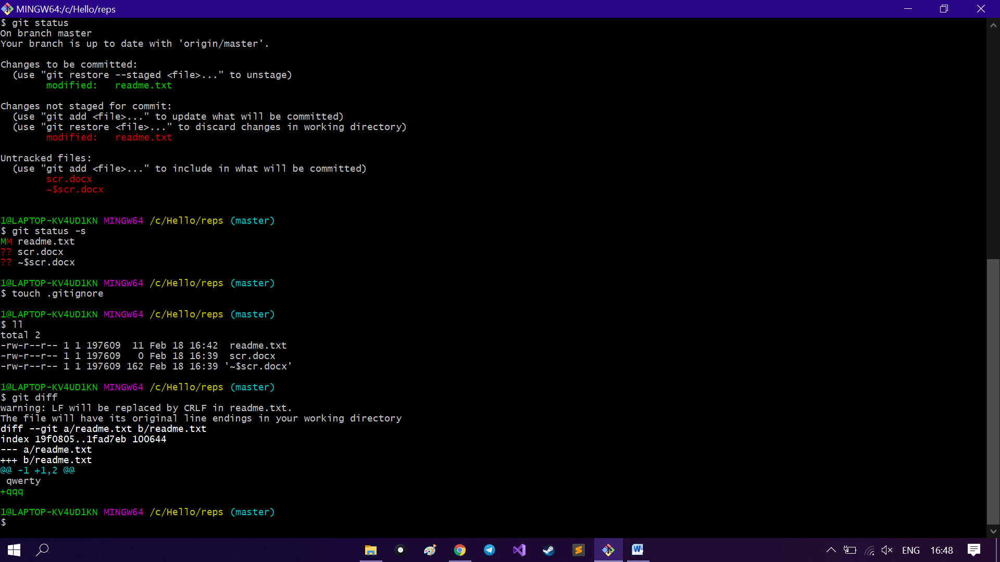 MINGW64:/c/Hello/reps
$ git status
On branch master
Your branch is up to date with 'origin/master'.
Changes to be committed:
  (use "git restore --staged <file>..." to unstage)
        modified:   readme.txt
Changes not staged for commit:
  (use "git add <file>..." to update what will be committed)
  (use "git restore <file>..." to discard changes in working directory)
        modified:   readme.txt
Untracked files:
  (use "git add <file>..." to include in what will be committed)
        scr.docx
        ~$scr.docx
1@LAPTOP-KV4UD1KN MINGW64 /c/Hello/reps (master)
$ git status -s
MM readme.txt
?? scr.docx
?? ~$scr.docx
1@LAPTOP-KV4UD1KN MINGW64 /c/Hello/reps (master)
$ touch .gitignore
1@LAPTOP-KV4UD1KN MINGW64 /c/Hello/reps (master)
$ ll
total 2
-rw-r--r-- 1 1 197609  11 Feb 18 16:42  readme.txt
-rw-r--r-- 1 1 197609   0 Feb 18 16:39  scr.docx
-rw-r--r-- 1 1 197609 162 Feb 18 16:39 '~$scr.docx'
1@LAPTOP-KV4UD1KN MINGW64 /c/Hello/reps (master)
$ git diff
warning: LF will be replaced by CRLF in readme.txt.
The file will have its original line endings in your working directory
diff --git a/readme.txt b/readme.txt
index 19f0805..1fad7eb 100644
--- a/readme.txt
+++ b/readme.txt
@@ -1 +1,2 @@
 qwerty
+qqq
1@LAPTOP-KV4UD1KN MINGW64 /c/Hello/reps (master)
$
ENG 16:48